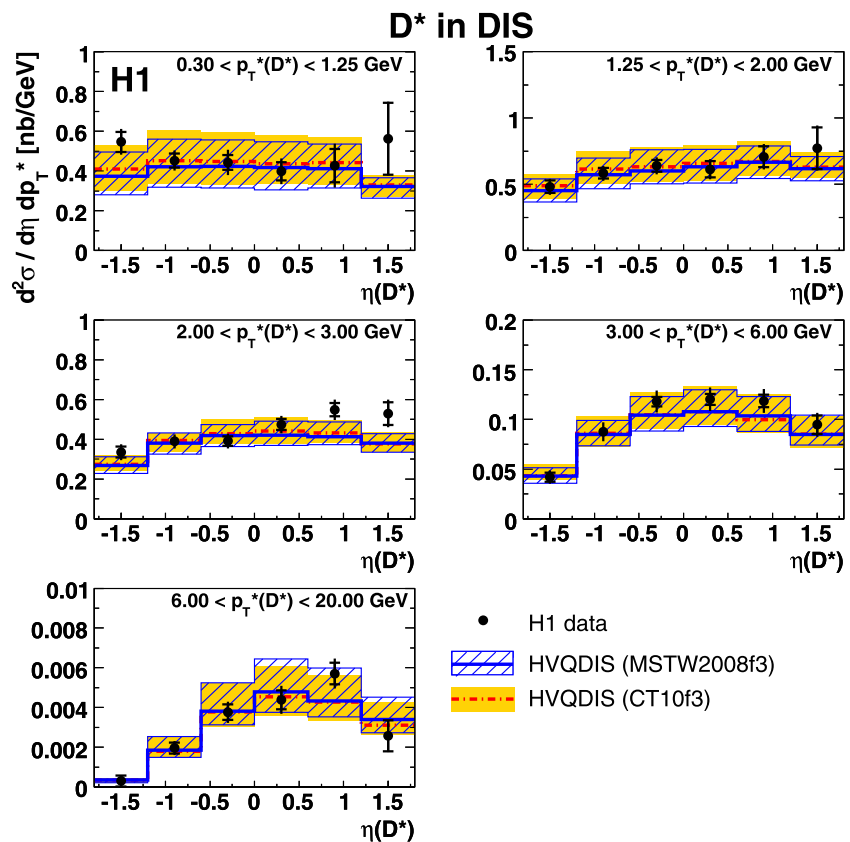 D* in DIS
d²σ / dη dp_T* [nb/GeV]
H1
0.30 < p_T*(D*) < 1.25 GeV
1
0.8
0.6
0.4
0.2
0
-1.5 -1 -0.5 0 0.5 1 1.5
η(D*)
1.25 < p_T*(D*) < 2.00 GeV
1.5
1
0.5
0
-1.5 -1 -0.5 0 0.5 1 1.5
η(D*)
2.00 < p_T*(D*) < 3.00 GeV
1
0.8
0.6
0.4
0.2
0
-1.5 -1 -0.5 0 0.5 1 1.5
η(D*)
3.00 < p_T*(D*) < 6.00 GeV
0.2
0.15
0.1
0.05
0
-1.5 -1 -0.5 0 0.5 1 1.5
η(D*)
6.00 < p_T*(D*) < 20.00 GeV
0.01
0.008
0.006
0.004
0.002
0
-1.5 -1 -0.5 0 0.5 1 1.5
η(D*)
H1 data
HVQDIS (MSTW2008f3)
HVQDIS (CT10f3)